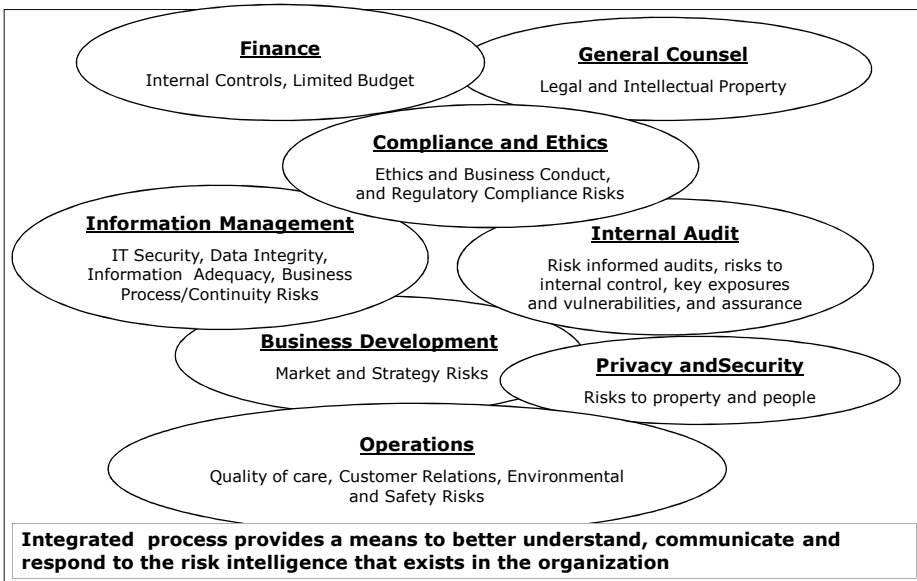 Finance
Internal Controls, Limited Budget
General Counsel
Legal and Intellectual Property
Compliance and Ethics
Ethics and Business Conduct,
and Regulatory Compliance Risks
Information Management
IT Security, Data Integrity,
Information Adequacy, Business
Process/Continuity Risks
Internal Audit
Risk informed audits, risks to
internal control, key exposures
and vulnerabilities, and assurance
Business Development
Market and Strategy Risks
Privacy andSecurity
Risks to property and people
Operations
Quality of care, Customer Relations, Environmental
and Safety Risks
Integrated process provides a means to better understand, communicate and
respond to the risk intelligence that exists in the organization